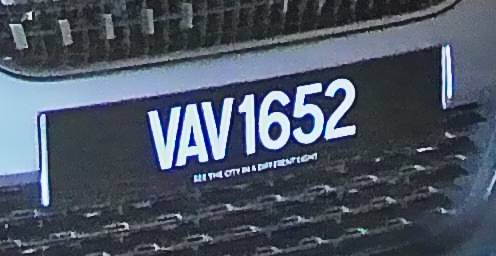 VAV1652
SEE THE CITY IN A DIFFERENT LIGHT